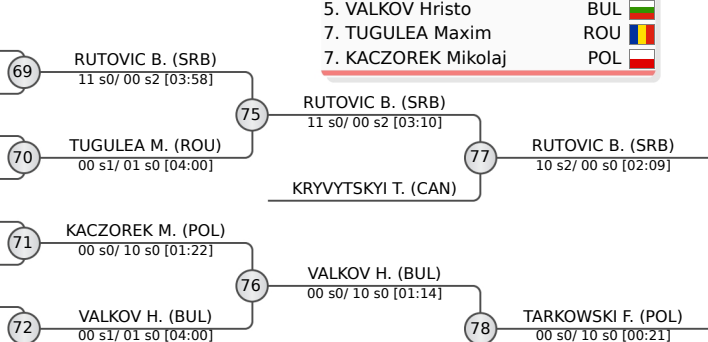 5. VALKOV Hristo BUL
7. TUGULEA Maxim ROU
7. KACZOREK Mikolaj POL
69
RUTOVIC B. (SRB)
11 s0/ 00 s2 [03:58]
75
RUTOVIC B. (SRB)
11 s0/ 00 s2 [03:10]
70
TUGULEA M. (ROU)
00 s1/ 01 s0 [04:00]
77
RUTOVIC B. (SRB)
10 s2/ 00 s0 [02:09]
KRYVYTSKYI T. (CAN)
71
KACZOREK M. (POL)
00 s0/ 10 s0 [01:22]
76
VALKOV H. (BUL)
00 s0/ 10 s0 [01:14]
72
VALKOV H. (BUL)
00 s1/ 01 s0 [04:00]
78
TARKOWSKI F. (POL)
00 s0/ 10 s0 [00:21]